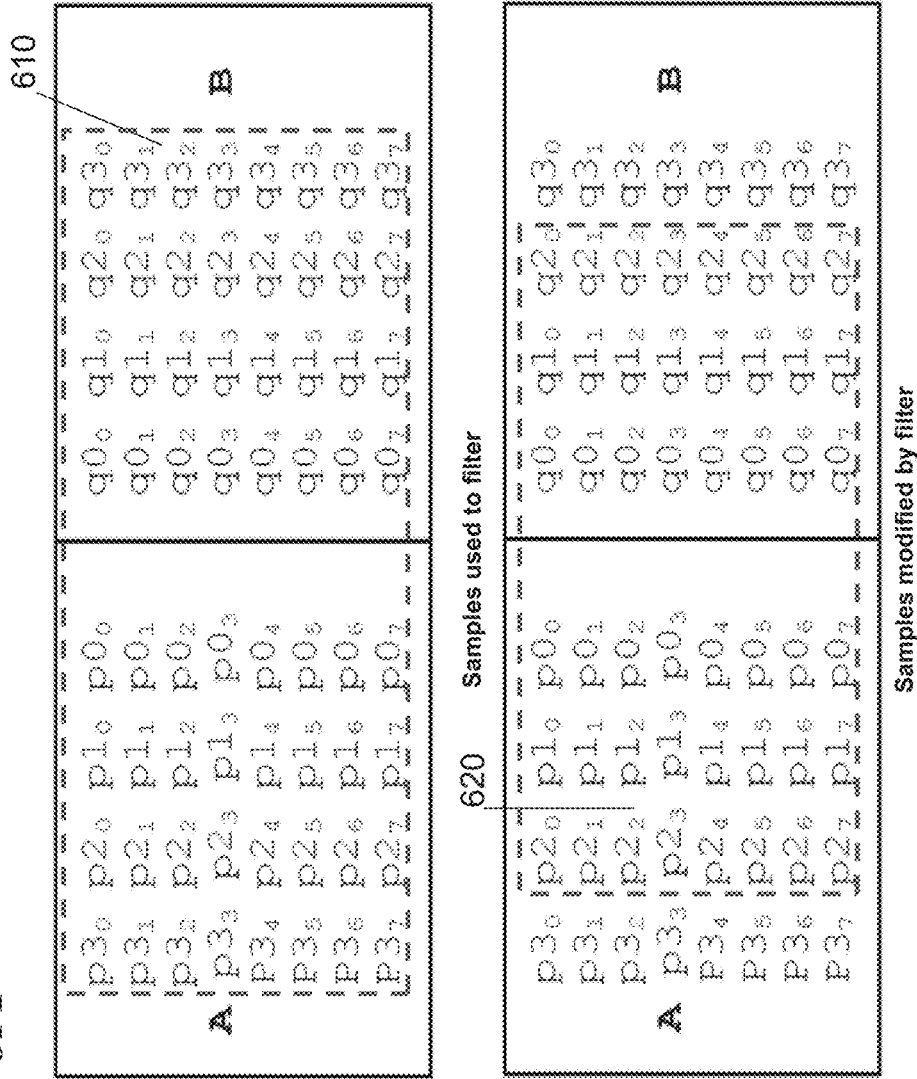 610
p3₀ p2₀ p1₀ p0₀ q0₀ q1₀ q2₀ q3₀
p3₁ p2₁ p1₁ p0₁ q0₁ q1₁ q2₁ q3₁
p3₂ p2₂ p1₂ p0₂ q0₂ q1₂ q2₂ q3₂
A p3₃ p2₃ p1₃ p0₃ q0₃ q1₃ q2₃ q3₃ B
P3₄ p2₄ p1₄ p0₄ q0₄ q1₄ q2₄ q3₄
P3₅ p2₅ p1₅ p0₅ q0₅ q1₅ q2₅ q3₅
P3₆ p2₆ p1₆ p0₆ q0₆ q1₆ q2₆ q3₆
P3₇ p2₇ p1₇ p0₇ q0₇ q1₇ q2₇ q3₇
Samples used to filter
620
p3₀ p2₀ p1₀ p0₀ q0₀ q1₀ q2₀ q3₀
p3₁ p2₁ p1₁ p0₁ q0₁ q1₁ q2₁ q3₁
p3₂ p2₂ p1₂ p0₂ q0₂ q1₂ q2₂ q3₂
A p3₃ p2₃ p1₃ p0₃ q0₃ q1₃ q2₃ q3₃ B
P3₄ p2₄ p1₄ p0₄ q0₄ q1₄ q2₄ q3₄
P3₅ p2₅ p1₅ p0₅ q0₅ q1₅ q2₅ q3₅
P3₆ p2₆ p1₆ p0₆ q0₆ q1₆ q2₆ q3₆
P3₇ p2₇ p1₇ p0₇ q0₇ q1₇ q2₇ q3₇
Samples modified by filter